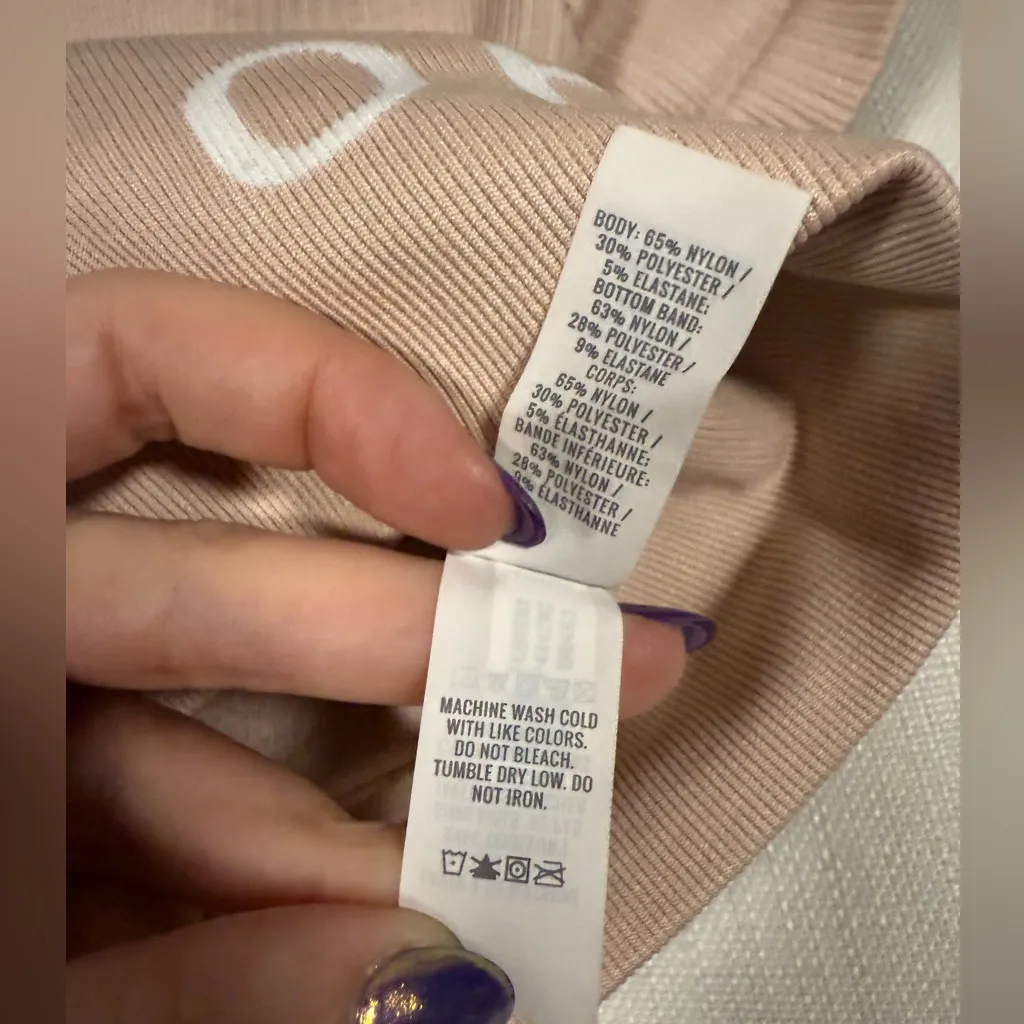 BODY: 65% NYLON /
30% POLYESTER /
5% ELASTANE;
BOTTOM BAND:
63% NYLON /
28% POLYESTER /
9% ELASTANE
CORPS:
65% NYLON /
30% POLYESTER /
5% ÉLASTHANNE;
BANDE INFÉRIEURE:
63% NYLON /
28% POLYESTER /
9% ÉLASTHANNE
MACHINE WASH COLD
WITH LIKE COLORS.
DO NOT BLEACH.
TUMBLE DRY LOW. DO
NOT IRON.